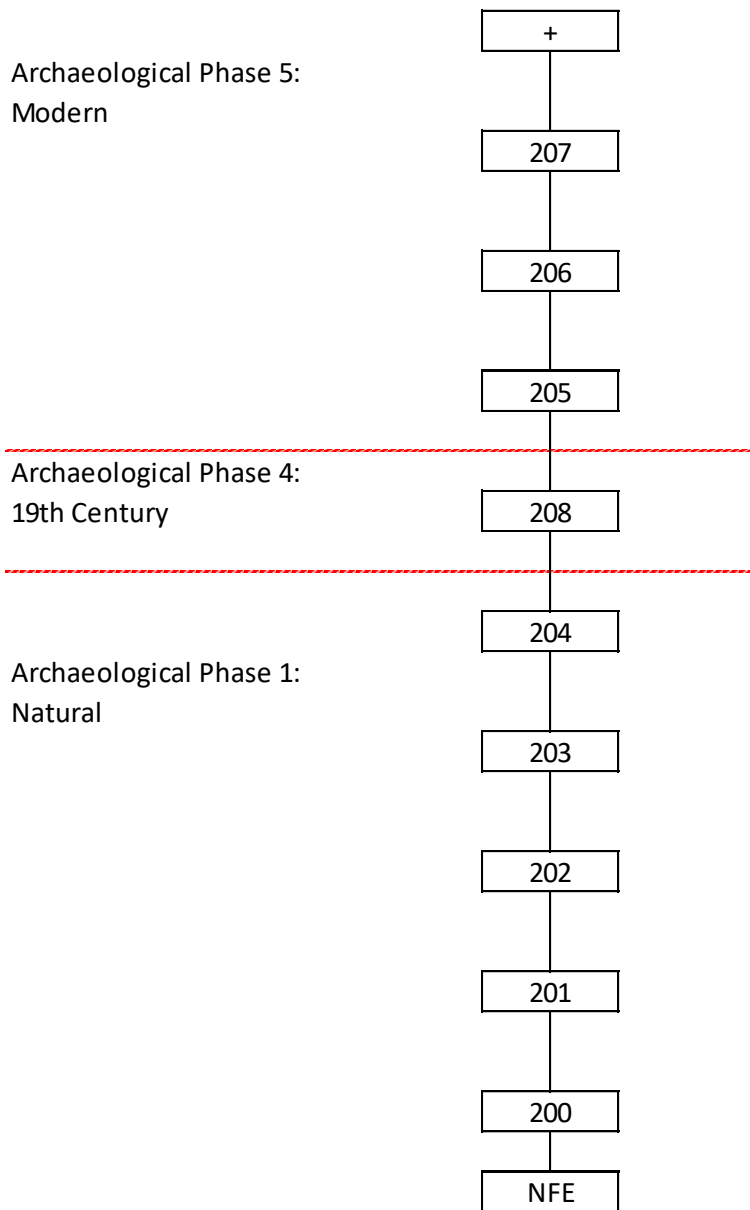 +
Archaeological Phase 5:
Modern
207
206
205
Archaeological Phase 4:
19th Century
208
204
Archaeological Phase 1:
Natural
203
202
201
200
NFE